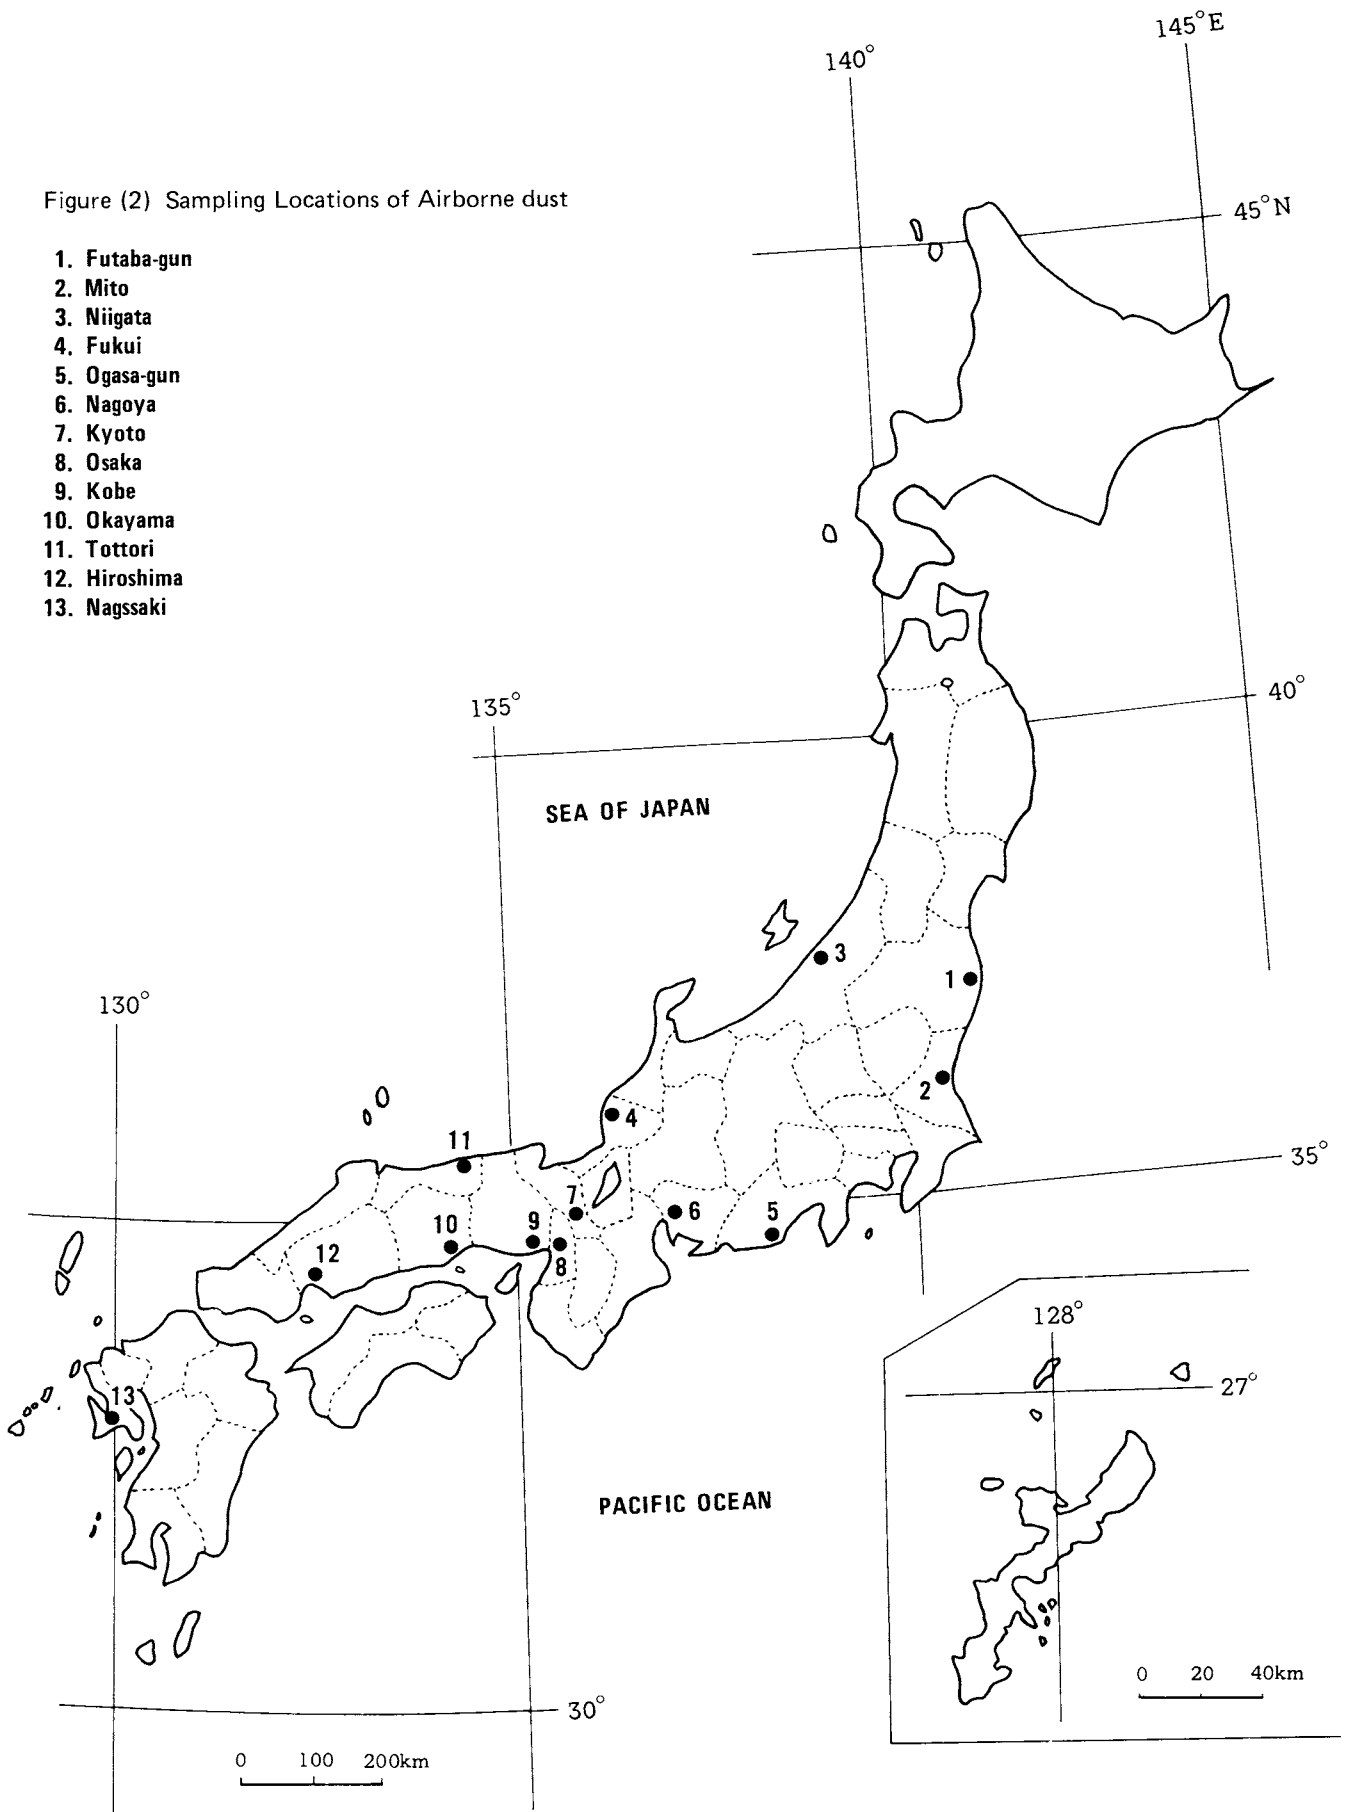 145°E
140°
Figure (2) Sampling Locations of Airborne dust
45°N
1. Futaba-gun
2. Mito
3. Niigata
4. Fukui
5. Ogasa-gun
6. Nagoya
7. Kyoto
8. Osaka
9. Kobe
10. Okayama
11. Tottori
12. Hiroshima
13. Nagssaki
40°
135°
SEA OF JAPAN
3
1
130°
2
4
11
35°
7
6
5
9
10
8
12
128°
27°
13
PACIFIC OCEAN
0 20 40km
30°
0 100 200km